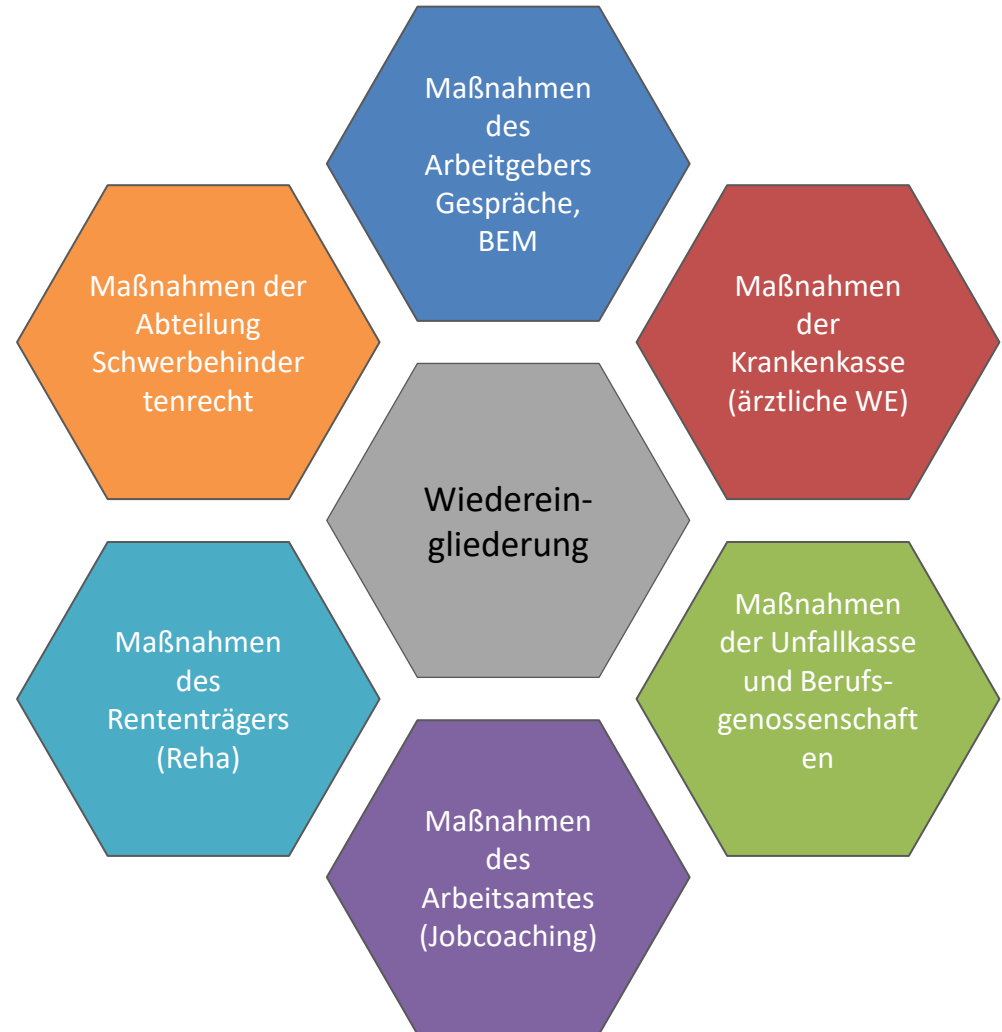 Maßnahmen
des
Arbeitgebers
Gespräche,
BEM
Maßnahmen der
Abteilung
Schwerbehinder
tenrecht
Maßnahmen
der
Krankenkasse
(ärztliche WE)
Wiederein-
gliederung
Maßnahmen
des
Rententrägers
(Reha)
Maßnahmen
der Unfallkasse
und Berufs-
genossenschaft
en
Maßnahmen
des
Arbeitsamtes
(Jobcoaching)